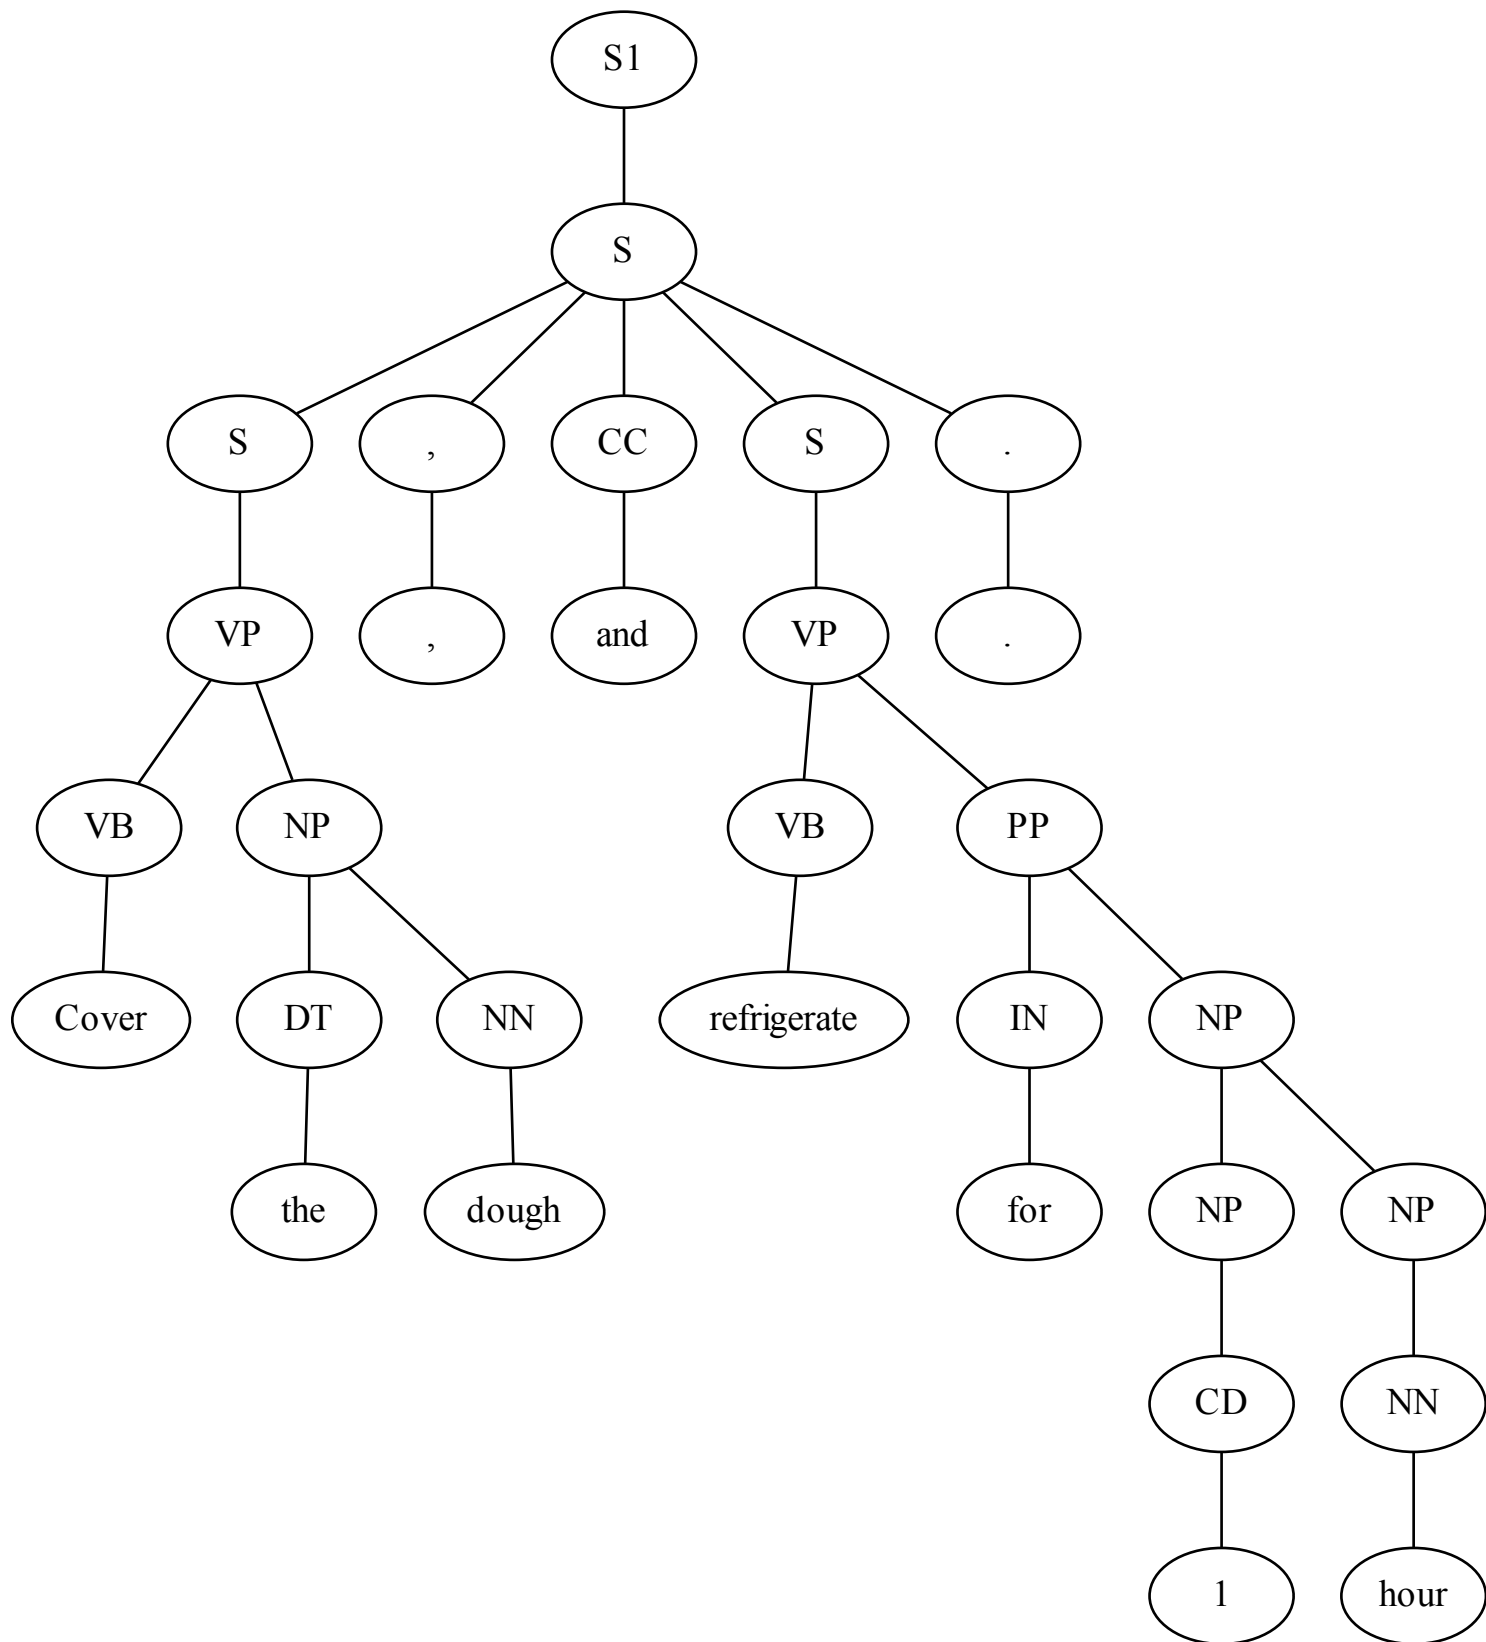 S1
S
S , CC S .
VP , and VP .
VB NP VB PP
Cover DT NN refrigerate IN NP
the dough for NP NP
CD NN
1 hour